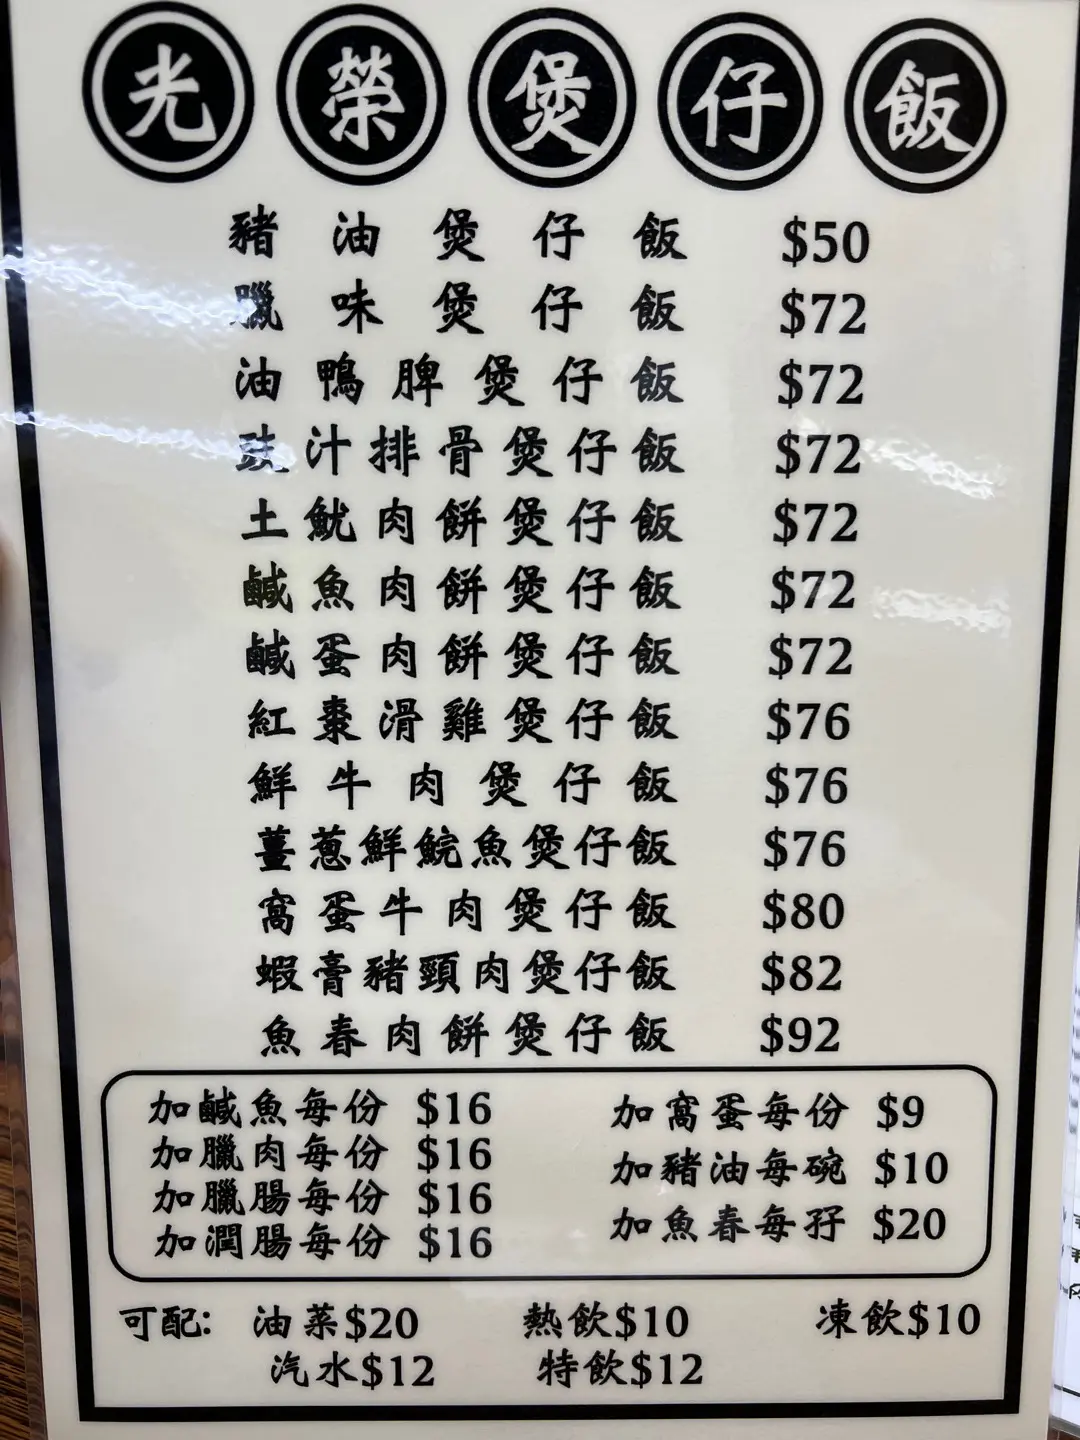 光榮煲仔飯
豬油煲仔飯 $50
臘味煲仔飯 $72
油鴨脾煲仔飯 $72
豉汁排骨煲仔飯 $72
土魷肉餅煲仔飯 $72
鹹魚肉餅煲仔飯 $72
鹹蛋肉餅煲仔飯 $72
紅棗滑雞煲仔飯 $76
鮮牛肉煲仔飯 $76
薑蔥鮮鯇魚煲仔飯 $76
窩蛋牛肉煲仔飯 $80
蝦膏豬頸肉煲仔飯 $82
魚春肉餅煲仔飯 $92
加鹹魚每份 $16
加臘肉每份 $16
加臘腸每份 $16
加潤腸每份 $16
加窩蛋每份 $9
加豬油每碗 $10
加魚春每孖 $20
可配: 油菜$20 熱飲$10 凍飲$10
汽水$12 特飲$12